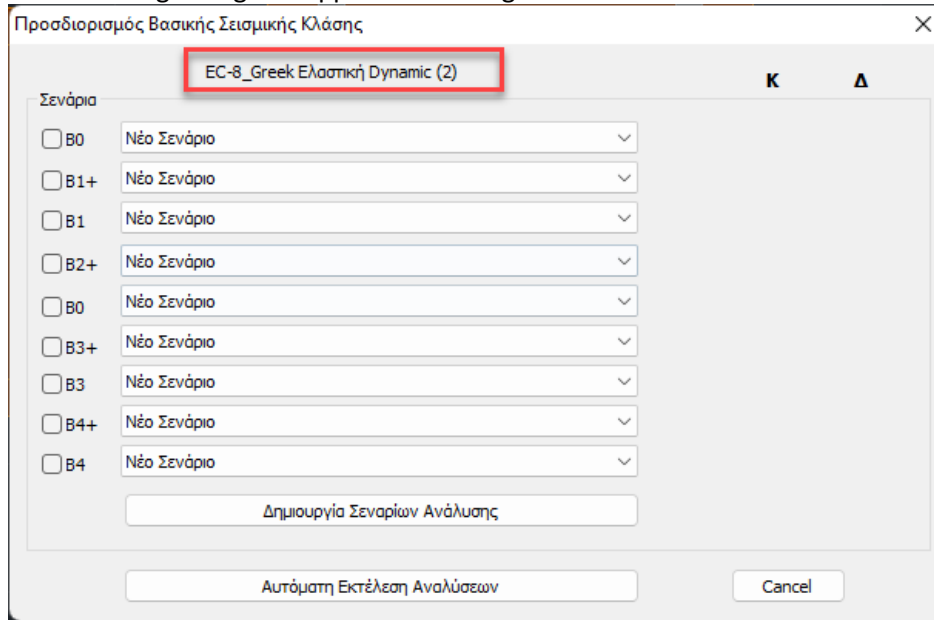 Προσδιορισμός Βασικής Σεισμικής Κλάσης
EC-8_Greek Ελαστική Dynamic (2)
Κ Δ
Σενάρια
B0 Νέο Σενάριο
B1+ Νέο Σενάριο
B1 Νέο Σενάριο
B2+ Νέο Σενάριο
B0 Νέο Σενάριο
B3+ Νέο Σενάριο
B3 Νέο Σενάριο
B4+ Νέο Σενάριο
B4 Νέο Σενάριο
Δημιουργία Σεναρίων Ανάλυσης
Αυτόματη Εκτέλεση Αναλύσεων Cancel